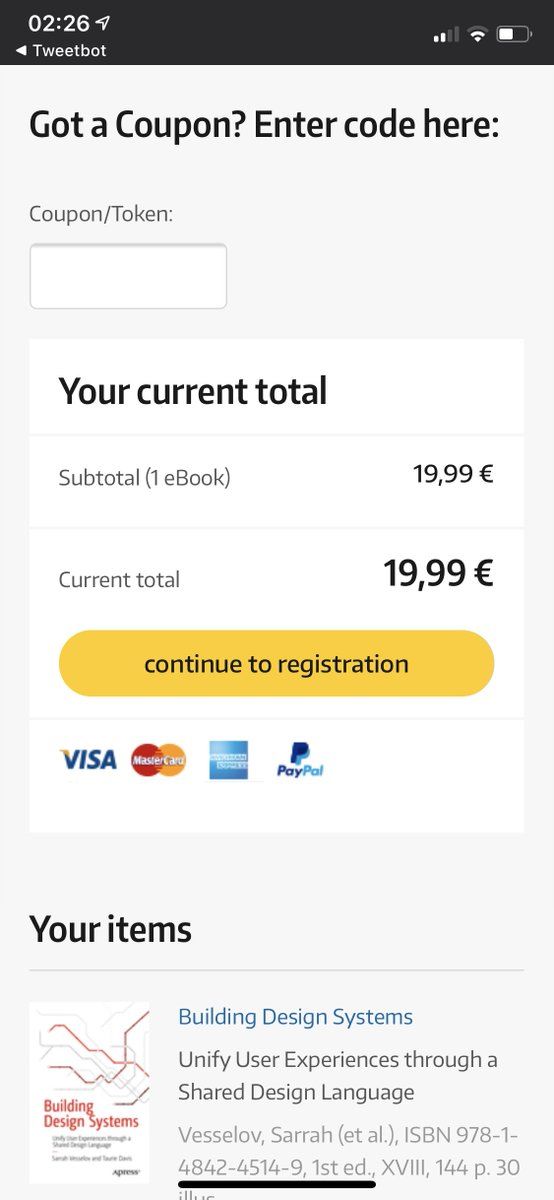 02:26
◀ Tweetbot
Got a Coupon? Enter code here:
Coupon/Token:
Your current total
Subtotal (1 eBook) 19,99 €
Current total 19,99 €
continue to registration
VISA MasterCard AMERICAN EXPRESS PayPal
Your items
Building
Design Systems
Unify User Experiences through a
Shared Design Language
Sarrah Vesselov and Taurie Davis
Apress®
Building Design Systems
Unify User Experiences through a
Shared Design Language
Vesselov, Sarrah (et al.), ISBN 978-1-
4842-4514-9, 1st ed., XVIII, 144 p. 30
illus.